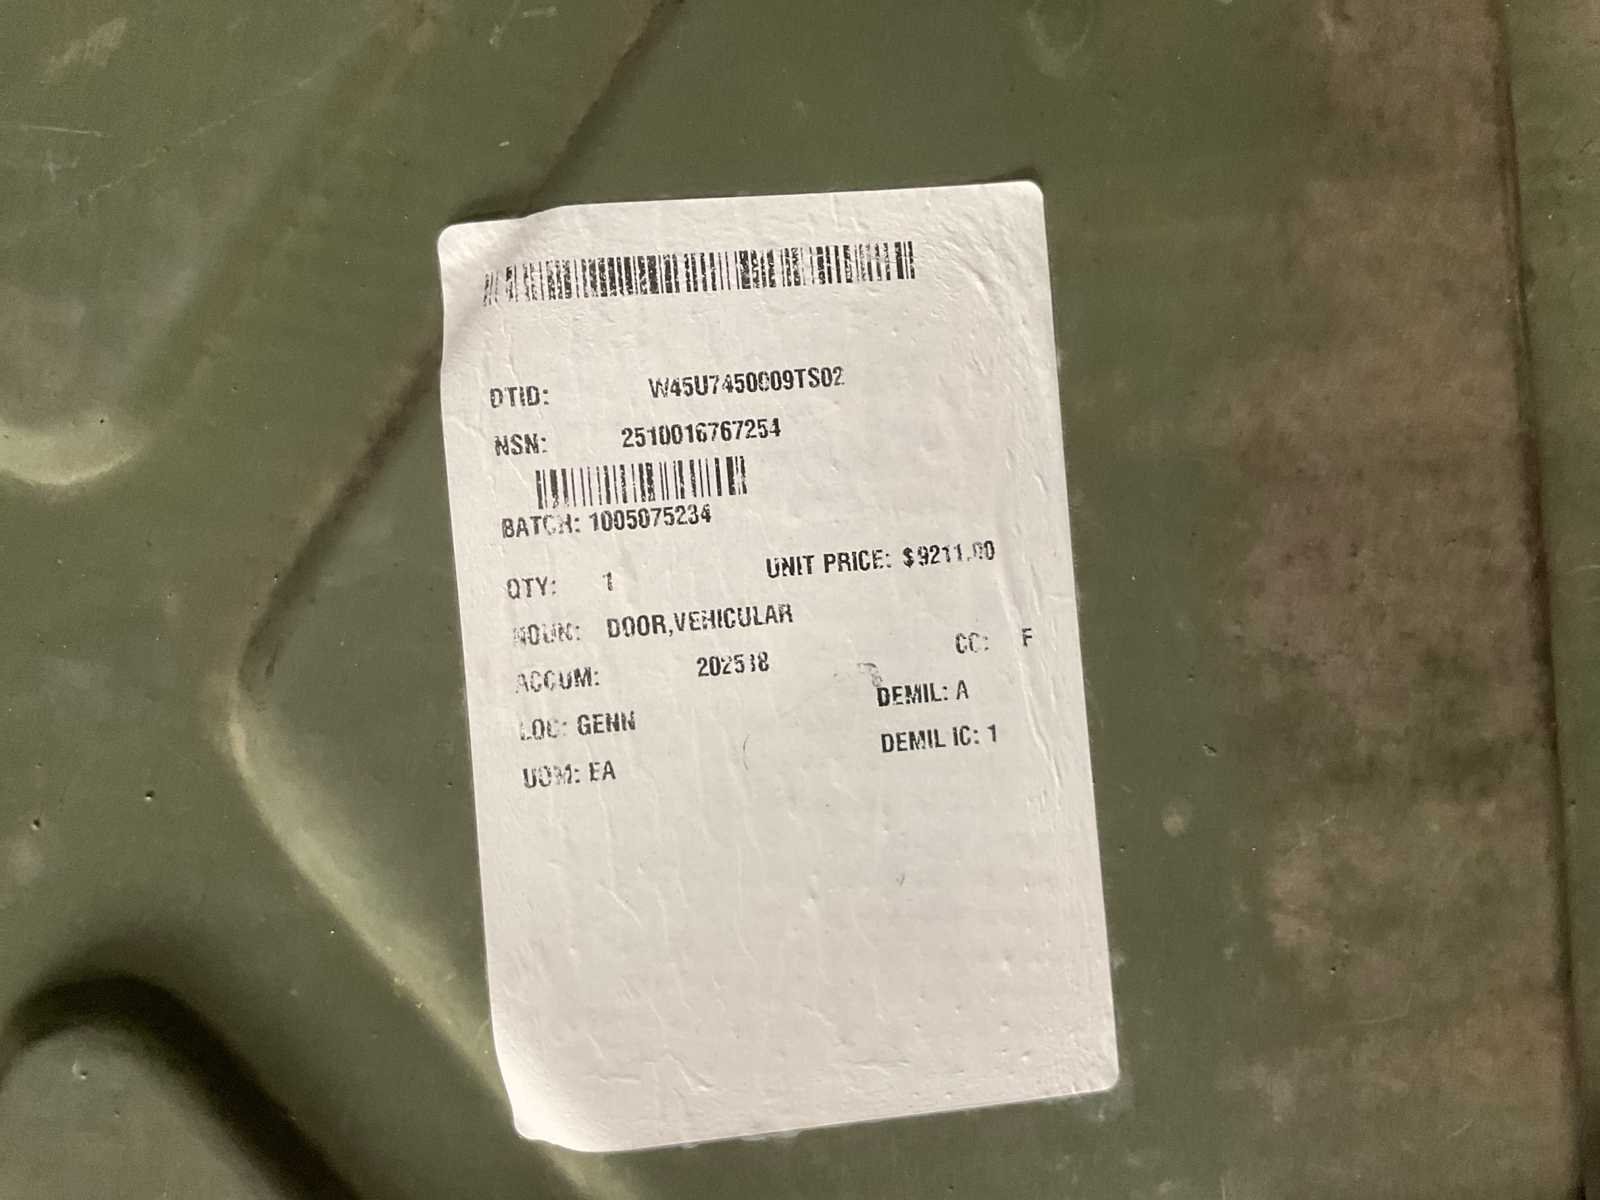 DTID: W45U7450009TS02
NSN: 2510016767254
BATCH: 1005075234
QTY: 1 UNIT PRICE: $9211.00
NOUN: DOOR,VEHICULAR
ACCUM: 202518 CC: F
LOC: GENN DEMIL: A
UOM: EA DEMIL IC: 1